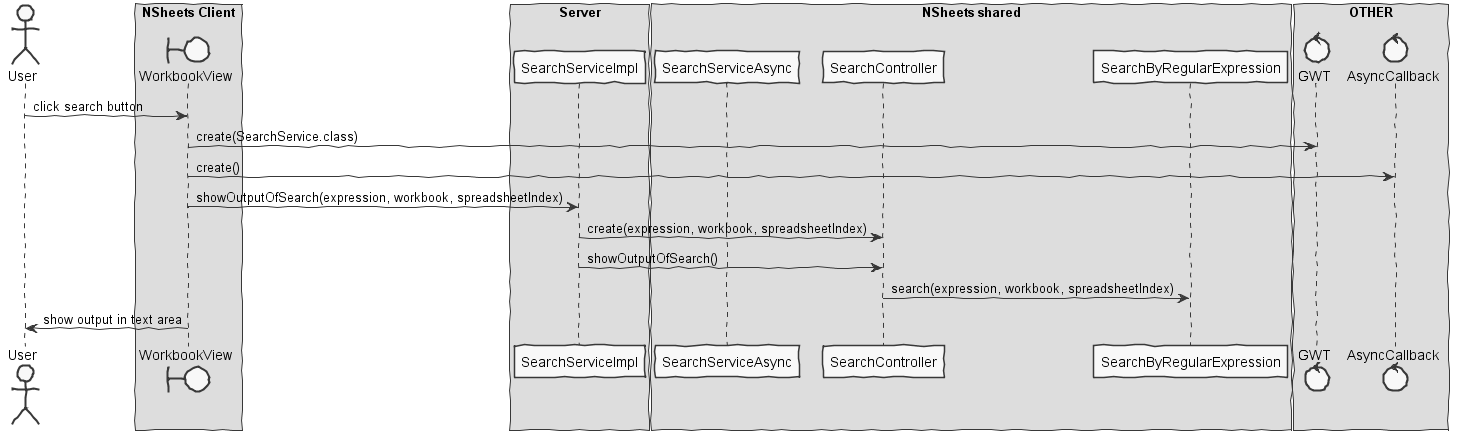 NSheets Client
Server
NSheets shared
OTHER
User
WorkbookView
SearchServiceImpl
SearchServiceAsync
SearchController
SearchByRegularExpression
GWT
AsyncCallback
click search button
create(SearchService.class)
create()
showOutputOfSearch(expression, workbook, spreadsheetIndex)
create(expression, workbook, spreadsheetIndex)
showOutputOfSearch()
search(expression, workbook, spreadsheetIndex)
show output in text area
User
WorkbookView
SearchServiceImpl
SearchServiceAsync
SearchController
SearchByRegularExpression
GWT
AsyncCallback